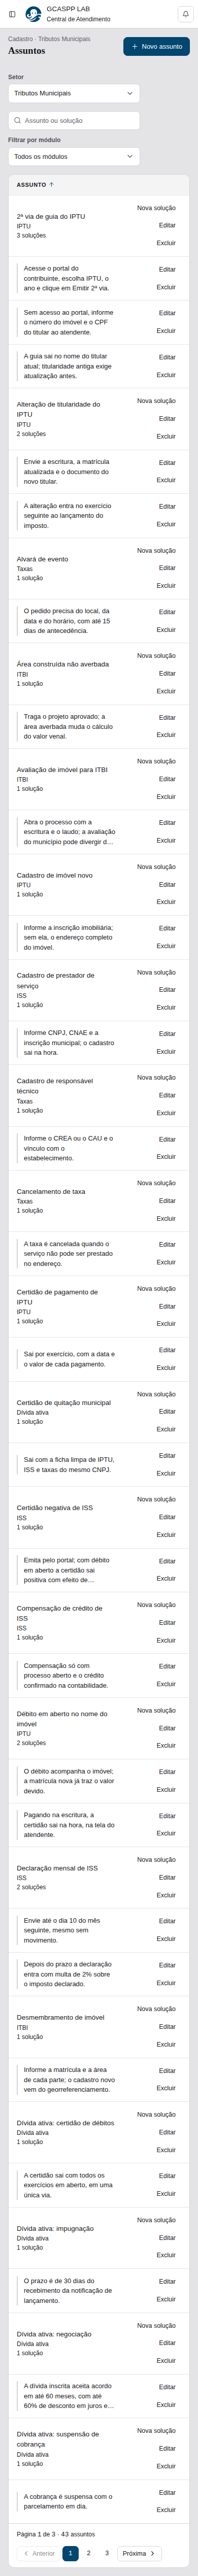 GCASPP LAB
Central de Atendimento
Cadastro · Tributos Municipais
Assuntos
Novo assunto
Setor
Tributos Municipais
Assunto ou solução
Filtrar por módulo
Todos os módulos
ASSUNTO
2ª via de guia do IPTU
IPTU
3 soluções
Nova solução
Editar
Excluir
Acesse o portal do
contribuinte, escolha IPTU, o
ano e clique em Emitir 2ª via.
Editar
Excluir
Sem acesso ao portal, informe
o número do imóvel e o CPF
do titular ao atendente.
Editar
Excluir
A guia sai no nome do titular
atual; titularidade antiga exige
atualização antes.
Editar
Excluir
Alteração de titularidade do
IPTU
IPTU
2 soluções
Nova solução
Editar
Excluir
Envie a escritura, a matrícula
atualizada e o documento do
novo titular.
Editar
Excluir
A alteração entra no exercício
seguinte ao lançamento do
imposto.
Editar
Excluir
Alvará de evento
Taxas
1 solução
Nova solução
Editar
Excluir
O pedido precisa do local, da
data e do horário, com até 15
dias de antecedência.
Editar
Excluir
Área construída não averbada
ITBI
1 solução
Nova solução
Editar
Excluir
Traga o projeto aprovado; a
área averbada muda o cálculo
do valor venal.
Editar
Excluir
Avaliação de imóvel para ITBI
ITBI
1 solução
Nova solução
Editar
Excluir
Abra o processo com a
escritura e o laudo; a avaliação
do município pode divergir d...
Editar
Excluir
Cadastro de imóvel novo
IPTU
1 solução
Nova solução
Editar
Excluir
Informe a inscrição imobiliária;
sem ela, o endereço completo
do imóvel.
Editar
Excluir
Cadastro de prestador de
serviço
ISS
1 solução
Nova solução
Editar
Excluir
Informe CNPJ, CNAE e a
inscrição municipal; o cadastro
sai na hora.
Editar
Excluir
Cadastro de responsável
técnico
Taxas
1 solução
Nova solução
Editar
Excluir
Informe o CREA ou o CAU e o
vínculo com o
estabelecimento.
Editar
Excluir
Cancelamento de taxa
Taxas
1 solução
Nova solução
Editar
Excluir
A taxa é cancelada quando o
serviço não pode ser prestado
no endereço.
Editar
Excluir
Certidão de pagamento de
IPTU
IPTU
1 solução
Nova solução
Editar
Excluir
Sai por exercício, com a data e
o valor de cada pagamento.
Editar
Excluir
Certidão de quitação municipal
Dívida ativa
1 solução
Nova solução
Editar
Excluir
Sai com a ficha limpa de IPTU,
ISS e taxas do mesmo CNPJ.
Editar
Excluir
Certidão negativa de ISS
ISS
1 solução
Nova solução
Editar
Excluir
Emita pelo portal; com débito
em aberto a certidão sai
positiva com efeito de...
Editar
Excluir
Compensação de crédito de
ISS
ISS
1 solução
Nova solução
Editar
Excluir
Compensação só com
processo aberto e o crédito
confirmado na contabilidade.
Editar
Excluir
Débito em aberto no nome do
imóvel
IPTU
2 soluções
Nova solução
Editar
Excluir
O débito acompanha o imóvel;
a matrícula nova já traz o valor
devido.
Editar
Excluir
Pagando na escritura, a
certidão sai na hora, na tela do
atendente.
Editar
Excluir
Declaração mensal de ISS
ISS
2 soluções
Nova solução
Editar
Excluir
Envie até o dia 10 do mês
seguinte, mesmo sem
movimento.
Editar
Excluir
Depois do prazo a declaração
entra com multa de 2% sobre
o imposto declarado.
Editar
Excluir
Desmembramento de imóvel
ITBI
1 solução
Nova solução
Editar
Excluir
Informe a matrícula e a área
de cada parte; o cadastro novo
vem do georreferenciamento.
Editar
Excluir
Dívida ativa: certidão de débitos
Dívida ativa
1 solução
Nova solução
Editar
Excluir
A certidão sai com todos os
exercícios em aberto, em uma
única via.
Editar
Excluir
Dívida ativa: impugnação
Dívida ativa
1 solução
Nova solução
Editar
Excluir
O prazo é de 30 dias do
recebimento da notificação de
lançamento.
Editar
Excluir
Dívida ativa: negociação
Dívida ativa
1 solução
Nova solução
Editar
Excluir
A dívida inscrita aceita acordo
em até 60 meses, com até
60% de desconto em juros e...
Editar
Excluir
Dívida ativa: suspensão de
cobrança
Dívida ativa
1 solução
Nova solução
Editar
Excluir
A cobrança é suspensa com o
parcelamento em dia.
Editar
Excluir
Página 1 de 3 · 43 assuntos
Anterior 1 2 3 Próxima